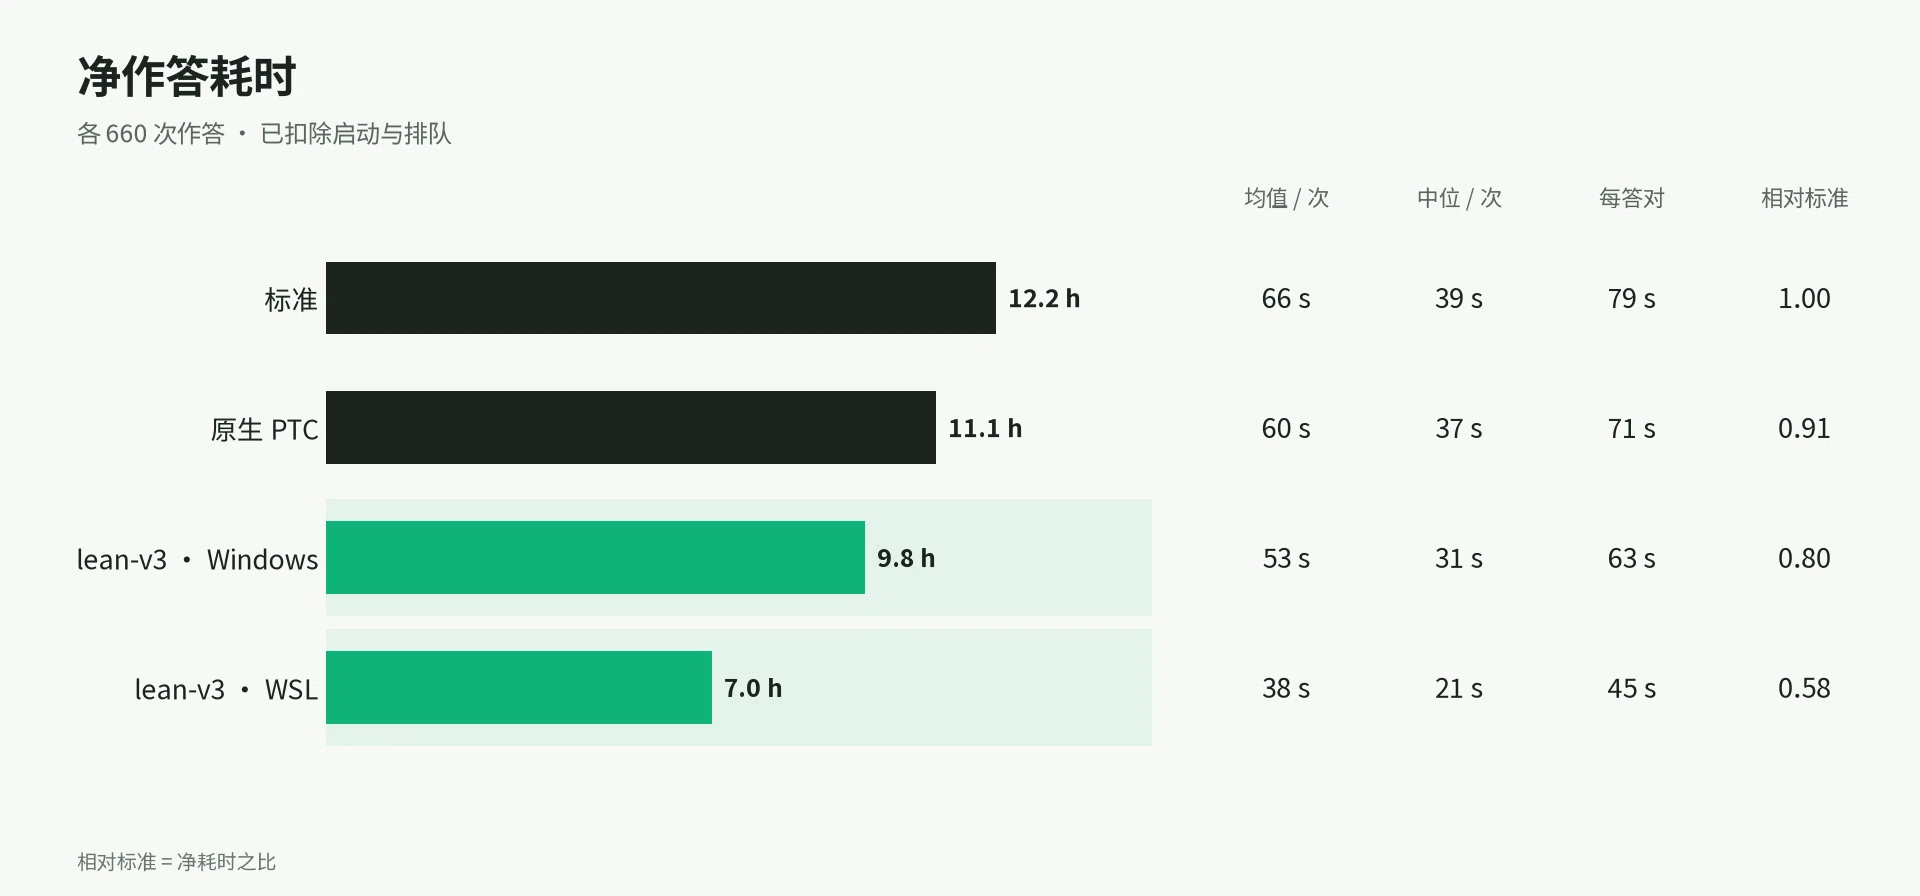 净作答耗时
各 660 次作答 · 已扣除启动与排队
均值 / 次 中位 / 次 每答对 相对标准
标准 12.2 h 66 s 39 s 79 s 1.00
原生 PTC 11.1 h 60 s 37 s 71 s 0.91
lean-v3 · Windows 9.8 h 53 s 31 s 63 s 0.80
lean-v3 · WSL 7.0 h 38 s 21 s 45 s 0.58
相对标准 = 净耗时之比